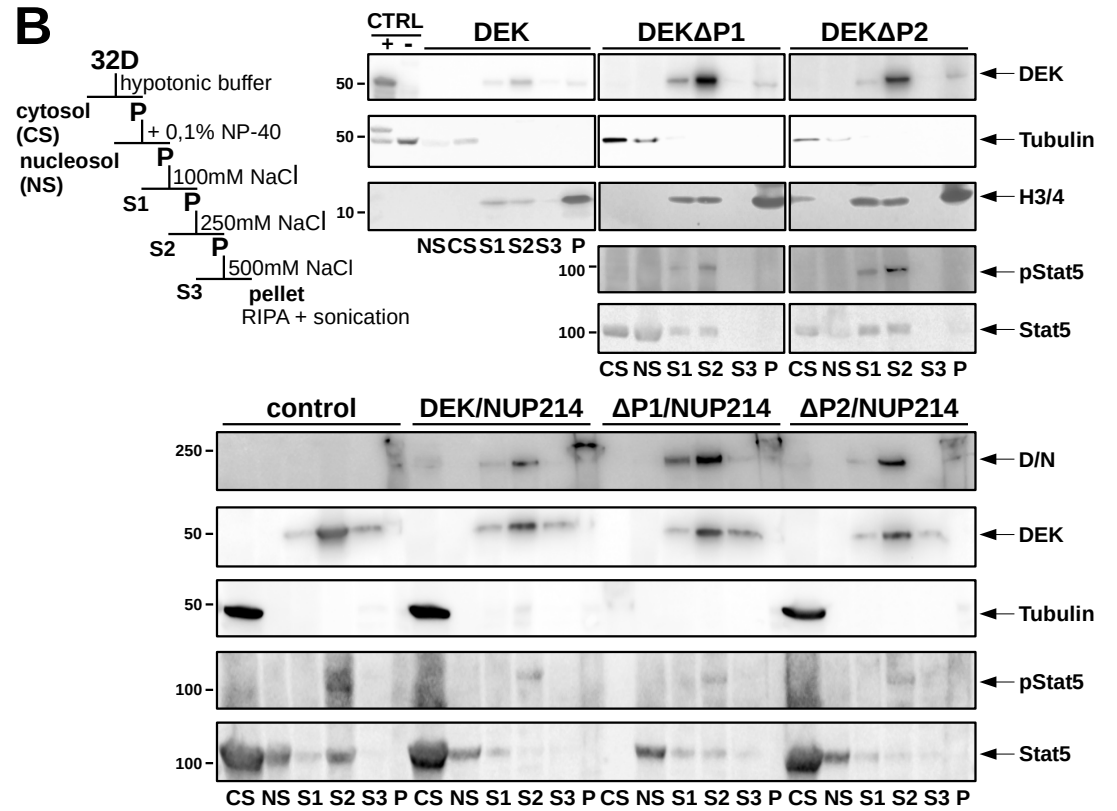 B
32D
hypotonic buffer
cytosol
(CS)
P
+ 0,1% NP-40
nucleosol
(NS)
P
100mM NaCl
S1
P
250mM NaCl
S2
P
500mM NaCl
S3
pellet
RIPA + sonication
CTRL
+ -
DEK DEKΔP1 DEKΔP2
50 DEK
50 Tubulin
10 H3/4
NS CS S1 S2 S3 P
100 pStat5
100 Stat5
CS NS S1 S2 S3 P CS NS S1 S2 S3 P
control DEK/NUP214 ΔP1/NUP214 ΔP2/NUP214
250 D/N
50 DEK
50 Tubulin
100 pStat5
100 Stat5
CS NS S1 S2 S3 P CS NS S1 S2 S3 P CS NS S1 S2 S3 P CS NS S1 S2 S3 P